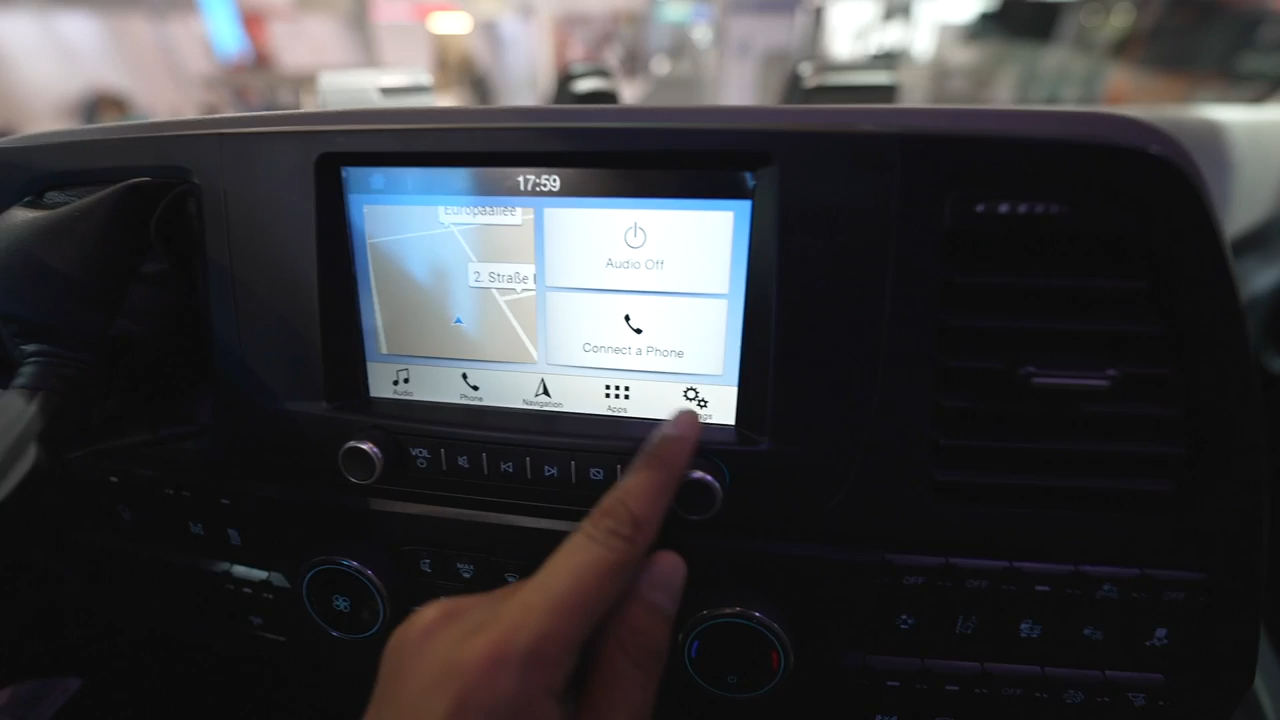 17:59
Europaallee
2. Straße
Audio Off
Connect a Phone
Audio
Phone
Navigation
Apps
VOL
MAX
OFF
OFF
OFF
OFF